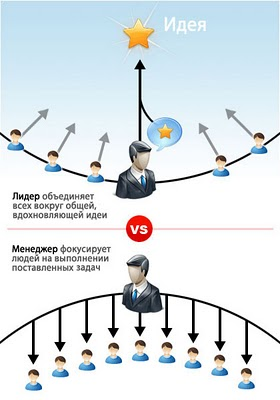 Идея
Лидер объединяет
всех вокруг общей,
вдохновляющей идеи
vs
Менеджер фокусирует
людей на выполнении
поставленных задач